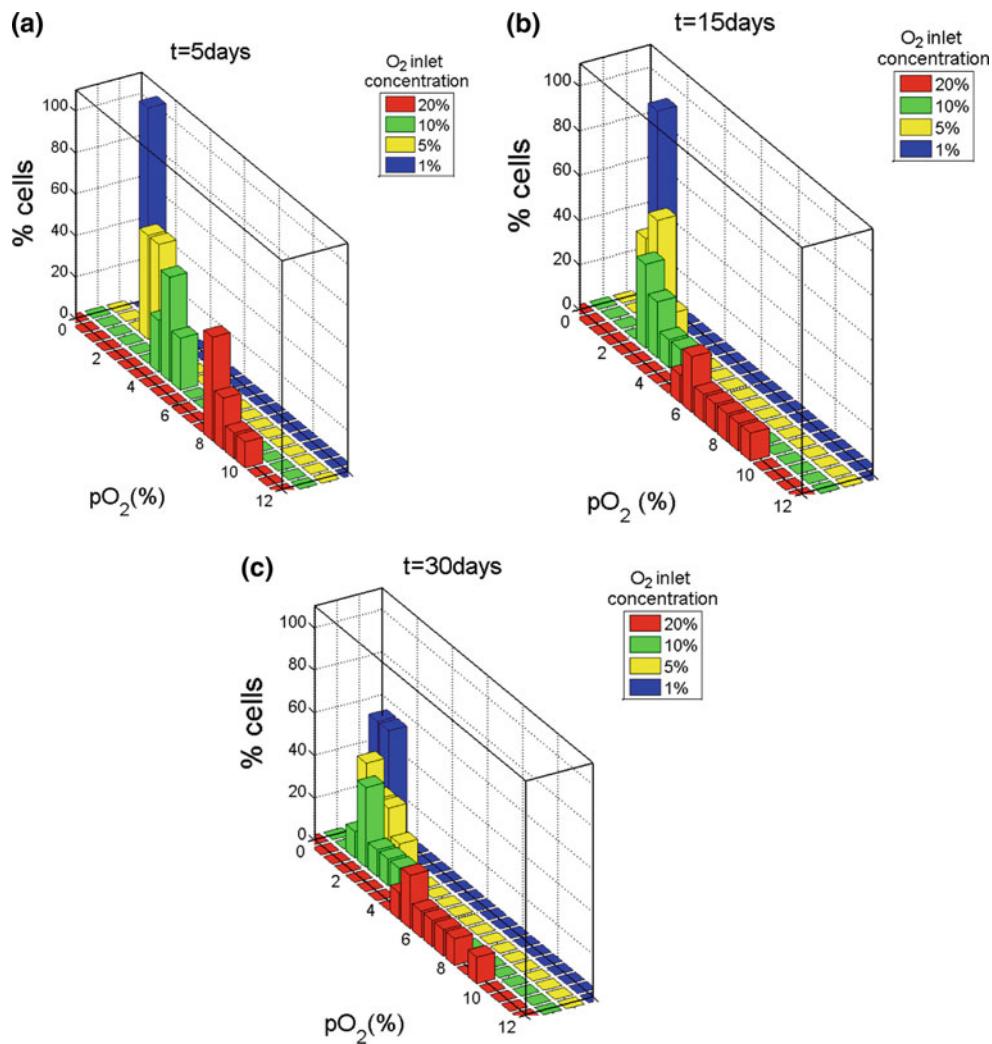 (a)
t=5days
O2 inlet
concentration
20%
10%
5%
1%
% cells
100
80
60
40
20
0
0
2
4
6
8
10
12
pO2(%)
(b)
t=15days
O2 inlet
concentration
20%
10%
5%
1%
% cells
100
80
60
40
20
0
0
2
4
6
8
10
12
pO2 (%)
(c)
t=30days
O2 inlet
concentration
20%
10%
5%
1%
% cells
100
80
60
40
20
0
0
2
4
6
8
10
12
pO2(%)